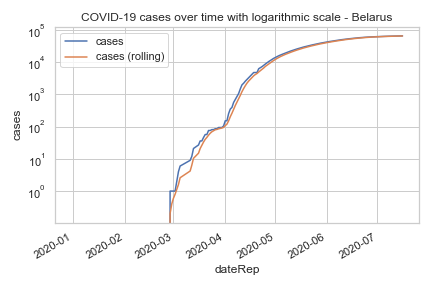 COVID-19 cases over time with logarithmic scale - Belarus
cases
cases (rolling)
10^5
10^4
10^3
10^2
10^1
10^0
cases
2020-01
2020-02
2020-03
2020-04
2020-05
2020-06
2020-07
dateRep